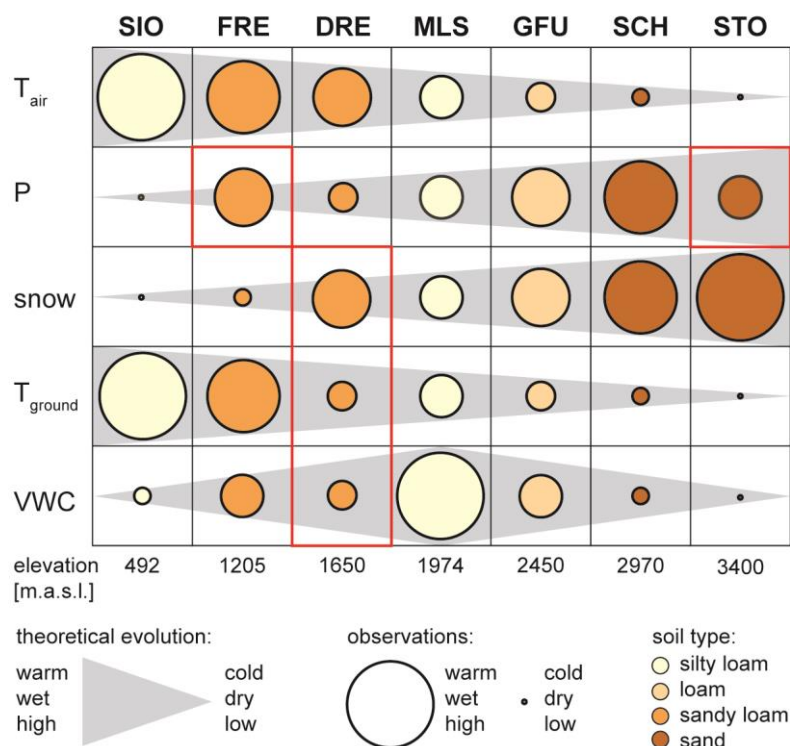 SIO FRE DRE MLS GFU SCH STO
T air
P
snow
T ground
VWC
elevation 492 1205 1650 1974 2450 2970 3400
[m.a.s.l.]
theoretical evolution: observations: soil type:
warm cold warm cold silty loam
wet dry wet dry loam
high low high low sandy loam
sand